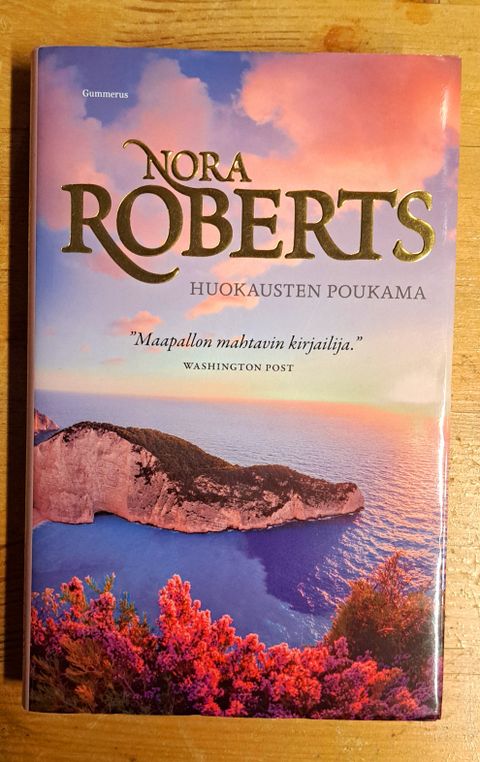 Gummerus
NORA
ROBERTS
HUOKAUSTEN POUKAMA
”Maapallon mahtavin kirjailija.”
WASHINGTON POST